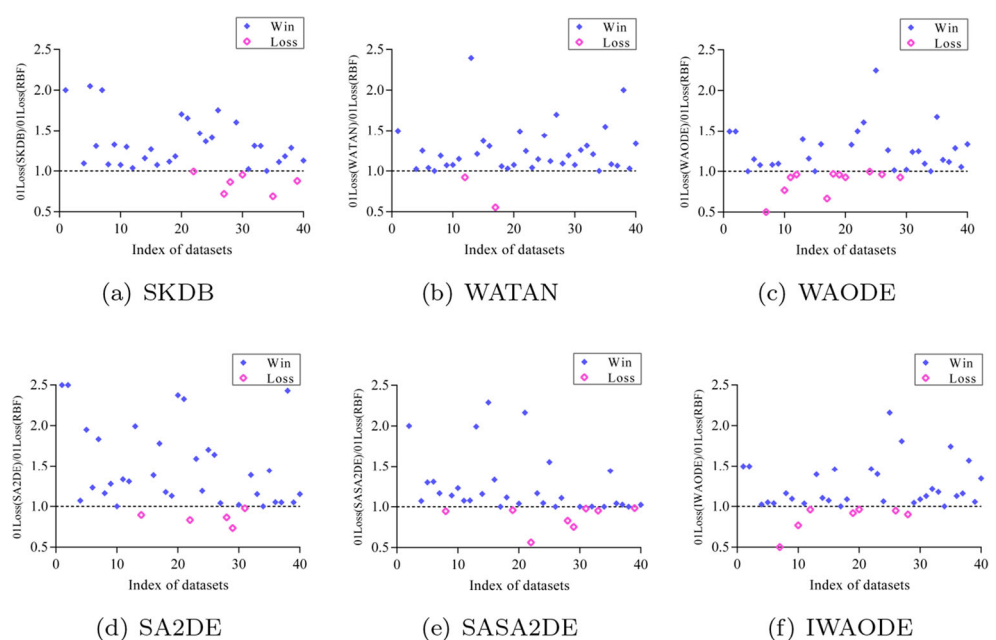 Win
Loss
2.5
2.0
1.5
1.0
0.5
0 10 20 30 40
01Loss(SKDB)/01Loss(RBF)
Index of datasets
(a) SKDB
Win
Loss
2.5
2.0
1.5
1.0
0.5
0 10 20 30 40
01Loss(WATAN)/01Loss(RBF)
Index of datasets
(b) WATAN
Win
Loss
2.5
2.0
1.5
1.0
0.5
0 10 20 30 40
01Loss(WAODE)/01Loss(RBF)
Index of datasets
(c) WAODE
Win
Loss
2.5
2.0
1.5
1.0
0.5
0 10 20 30 40
01Loss(SA2DE)/01Loss(RBF)
Index of datasets
(d) SA2DE
Win
Loss
2.5
2.0
1.5
1.0
0.5
0 10 20 30 40
01Loss(SASA2DE)/01Loss(RBF)
Index of datasets
(e) SASA2DE
Win
Loss
2.5
2.0
1.5
1.0
0.5
0 10 20 30 40
01Loss(IWAODE)/01Loss(RBF)
Index of datasets
(f) IWAODE